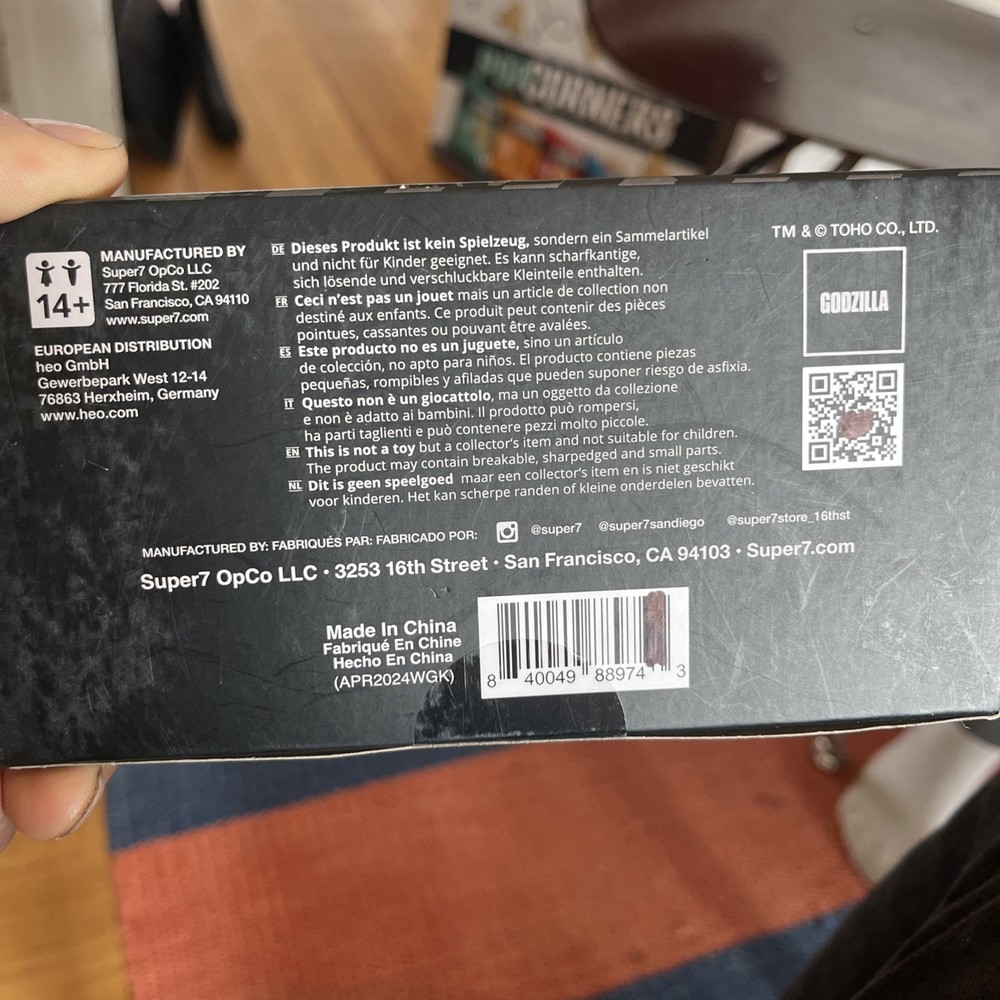 CORNERS
14+
MANUFACTURED BY
Super7 OpCo LLC
777 Florida St. #202
San Francisco, CA 94110
www.super7.com
EUROPEAN DISTRIBUTION
heo GmbH
Gewerbepark West 12-14
76863 Herxheim, Germany
www.heo.com
DE Dieses Produkt ist kein Spielzeug, sondern ein Sammelartikel
und nicht für Kinder geeignet. Es kann scharfkantige,
sich lösende und verschluckbare Kleinteile enthalten.
FR Ceci n'est pas un jouet mais un article de collection non
destiné aux enfants. Ce produit peut contenir des pièces
pointues, cassantes ou pouvant être avalées.
ES Este producto no es un juguete, sino un artículo
de colección, no apto para niños. El producto contiene piezas
pequeñas, rompibles y afiladas que pueden suponer riesgo de asfixia.
IT Questo non è un giocattolo, ma un oggetto da collezione
e non è adatto ai bambini. Il prodotto può rompersi,
ha parti taglienti e può contenere pezzi molto piccole.
EN This is not a toy but a collector's item and not suitable for children.
The product may contain breakable, sharpedged and small parts.
NL Dit is geen speelgoed maar een collector's item en is niet geschikt
voor kinderen. Het kan scherpe randen of kleine onderdelen bevatten.
TM & © TOHO CO., LTD.
GODZILLA
MANUFACTURED BY: FABRIQUÉS PAR: FABRICADO POR:
@super7 @super7sandiego @super7store_16thst
Super7 OpCo LLC • 3253 16th Street • San Francisco, CA 94103 • Super7.com
Made In China
Fabriqué En Chine
Hecho En China
(APR2024WGK)
8 40049 88974 3